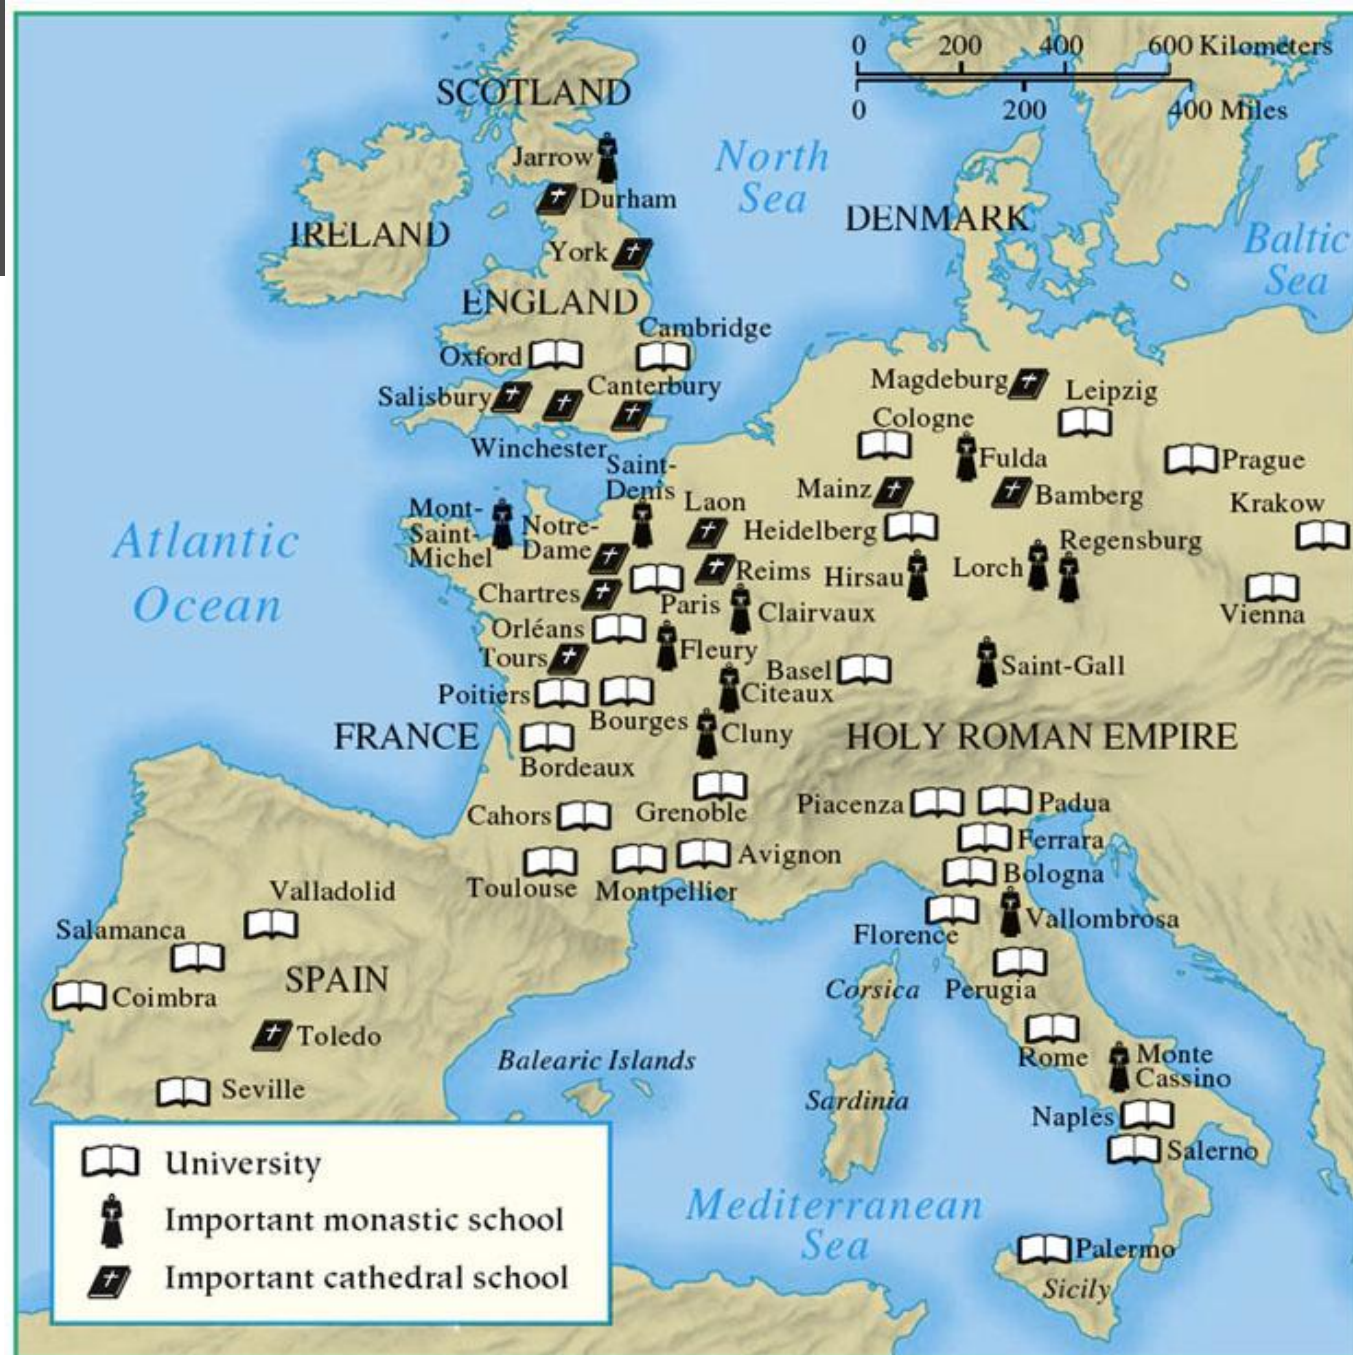 0 200 400 600 Kilometers
0 200 400 Miles
SCOTLAND
Jarrow
North
Sea
Durham
DENMARK
IRELAND
York
Baltic
Sea
ENGLAND
Cambridge
Oxford
Salisbury
Canterbury
Winchester
Magdeburg
Leipzig
Cologne
Fulda
Prague
Mainz
Bamberg
Krakow
Saint-
Denis
Laon
Mont-
Saint-
Michel
Notre-
Dame
Heidelberg
Regensburg
Atlantic
Ocean
Reims
Hirsau
Lorch
Chartres
Paris
Clairvaux
Vienna
Orléans
Fleury
Tours
Basel
Saint-Gall
Poitiers
Citeaux
Bourges
FRANCE
Cluny
HOLY ROMAN EMPIRE
Bordeaux
Cahors
Grenoble
Piacenza
Padua
Ferrara
Avignon
Bologna
Toulouse
Montpellier
Valladolid
Salamanca
Florence
Vallombrosa
SPAIN
Coimbra
Corsica
Perugia
Toledo
Rome
Monte
Cassino
Balearic Islands
Seville
Sardinia
Naples
Salerno
Mediterranean
Sea
Palermo
Sicily
University
Important monastic school
Important cathedral school